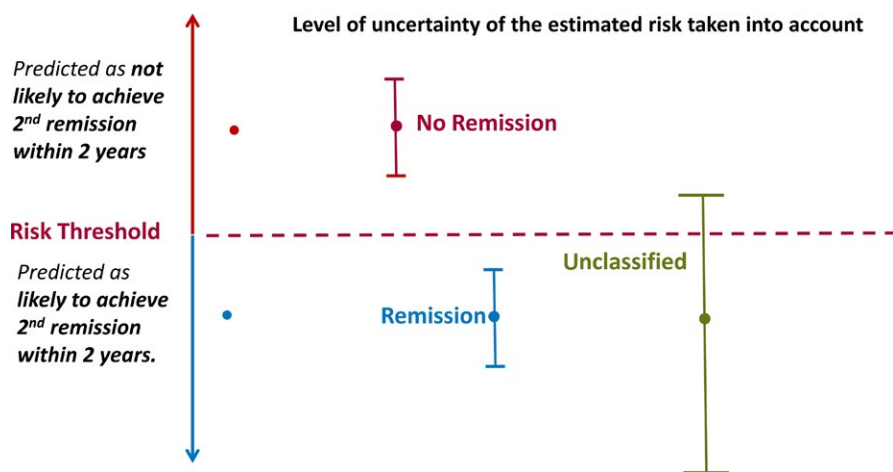 Level of uncertainty of the estimated risk taken into account
Predicted as not
likely to achieve
2nd remission
within 2 years
No Remission
Risk Threshold
Predicted as
likely to achieve
2nd remission
within 2 years.
Unclassified
Remission